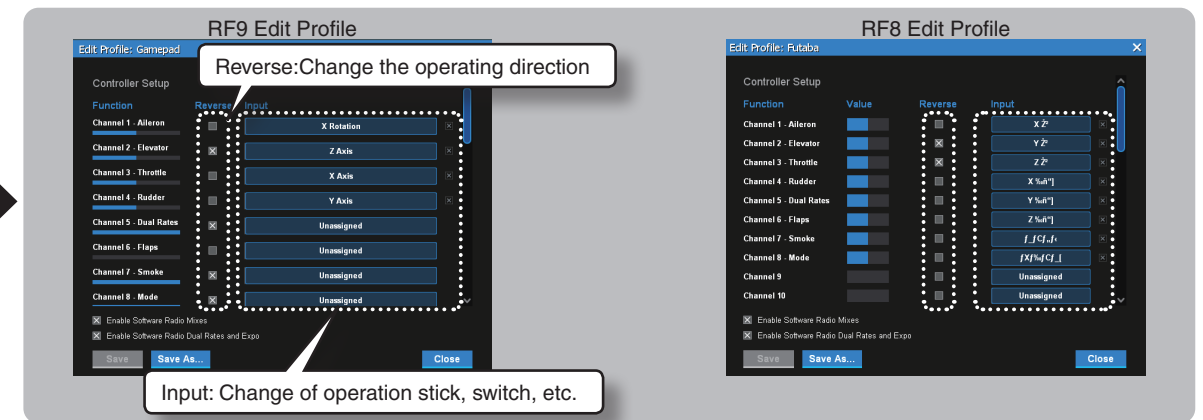 RF9 Edit Profile
Edit Profile: Gamepad
Reverse:Change the operating direction
Controller Setup
Function Reverse Input
Channel 1 - Aileron X Rotation
Channel 2 - Elevator Z Axis
Channel 3 - Throttle X Axis
Channel 4 - Rudder Y Axis
Channel 5 - Dual Rates Unassigned
Channel 6 - Flaps Unassigned
Channel 7 - Smoke Unassigned
Channel 8 - Mode Unassigned
Enable Software Radio Mixes
Enable Software Radio Dual Rates and Expo
Save Save As... Close
Input: Change of operation stick, switch, etc.
RF8 Edit Profile
Edit Profile: Futaba
Controller Setup
Function Value Reverse Input
Channel 1 - Aileron X Ž²
Channel 2 - Elevator Y Ž²
Channel 3 - Throttle Z Ž²
Channel 4 - Rudder X ‰ñ“]
Channel 5 - Dual Rates Y ‰ñ“]
Channel 6 - Flaps Z ‰ñ“]
Channel 7 - Smoke
Channel 8 - Mode
Channel 9 Unassigned
Channel 10 Unassigned
Enable Software Radio Mixes
Enable Software Radio Dual Rates and Expo
Save Save As... Close